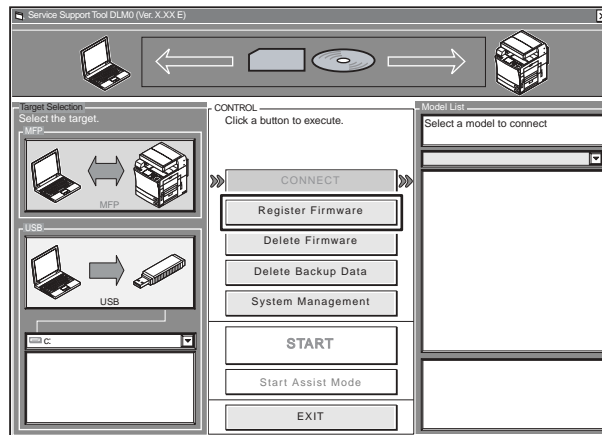 Service Support Tool DLM0 (Ver. X.XX E)
Target Selection
Select the target.
MFP
MFP
USB
USB
C:
CONTROL
Click a button to execute.
CONNECT
Register Firmware
Delete Firmware
Delete Backup Data
System Management
START
Start Assist Mode
EXIT
Model List
Select a model to connect